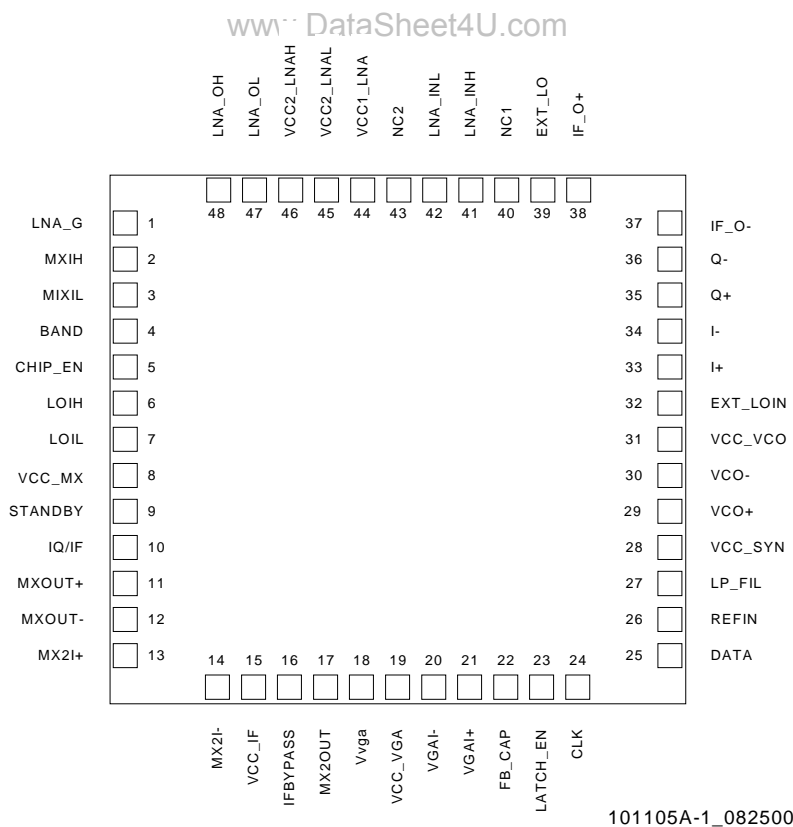 www.DataSheet4U.com
LNA_OH
LNA_OL
VCC2_LNAH
VCC2_LNAL
VCC1_LNA
NC2
LNA_INL
LNA_INH
NC1
EXT_LO
IF_O+
48 47 46 45 44 43 42 41 40 39 38
LNA_G 1
MXIH 2
MIXIL 3
BAND 4
CHIP_EN 5
LOIH 6
LOIL 7
VCC_MX 8
STANDBY 9
IQ/IF 10
MXOUT+ 11
MXOUT- 12
MX2I+ 13
37 IF_O-
36 Q-
35 Q+
34 I-
33 I+
32 EXT_LOIN
31 VCC_VCO
30 VCO-
29 VCO+
28 VCC_SYN
27 LP_FIL
26 REFIN
25 DATA
14 15 16 17 18 19 20 21 22 23 24
MX2I-
VCC_IF
IFBYPASS
MX2OUT
Vvga
VCC_VGA
VGAI-
VGAI+
FB_CAP
LATCH_EN
CLK
101105A-1_082500